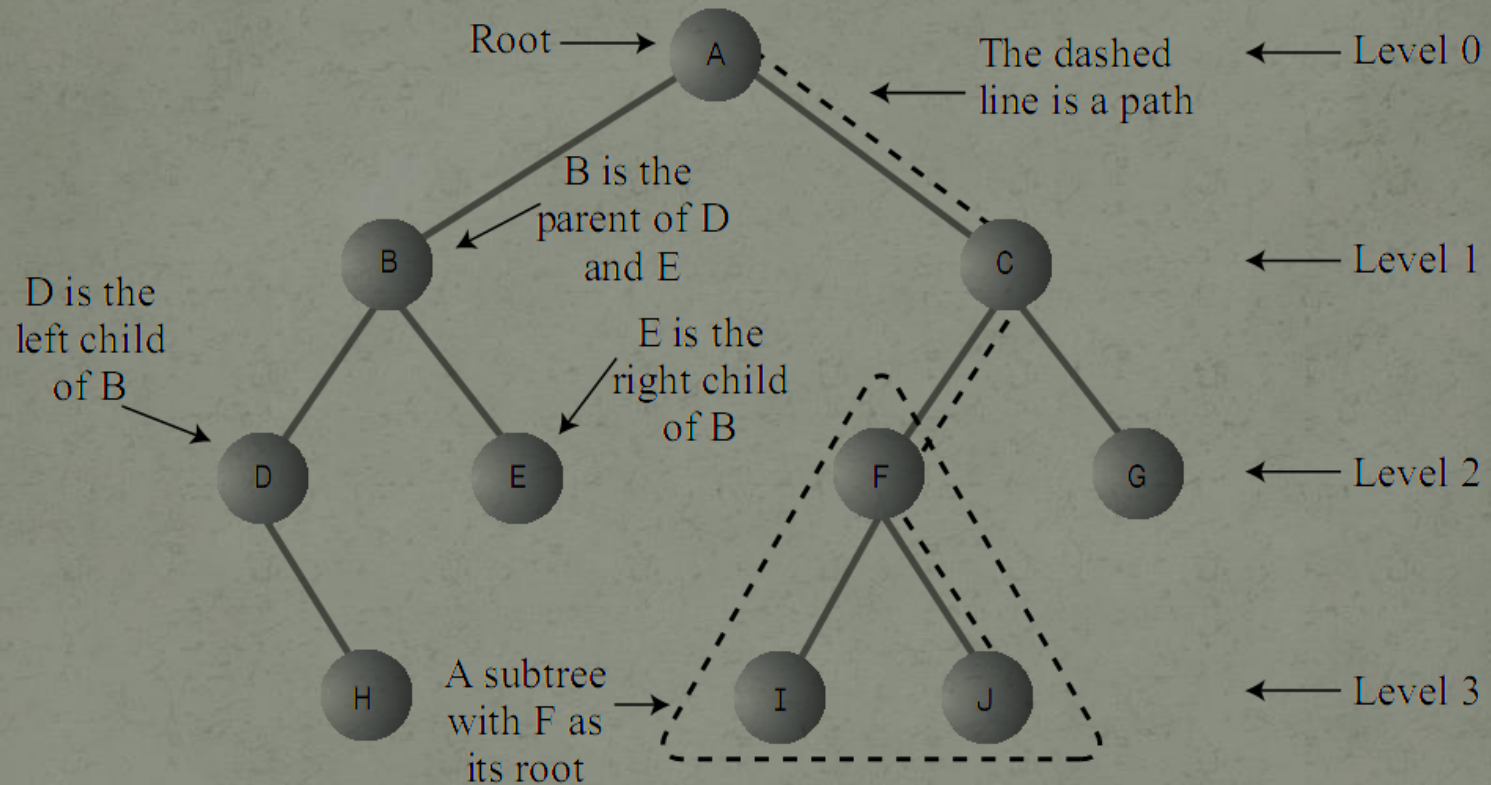 Root
A
The dashed
line is a path
Level 0
B is the
parent of D
and E
B
C
Level 1
D is the
left child
of B
E is the
right child
of B
D
E
F
G
Level 2
A subtree
with F as
its root
H
I
J
Level 3